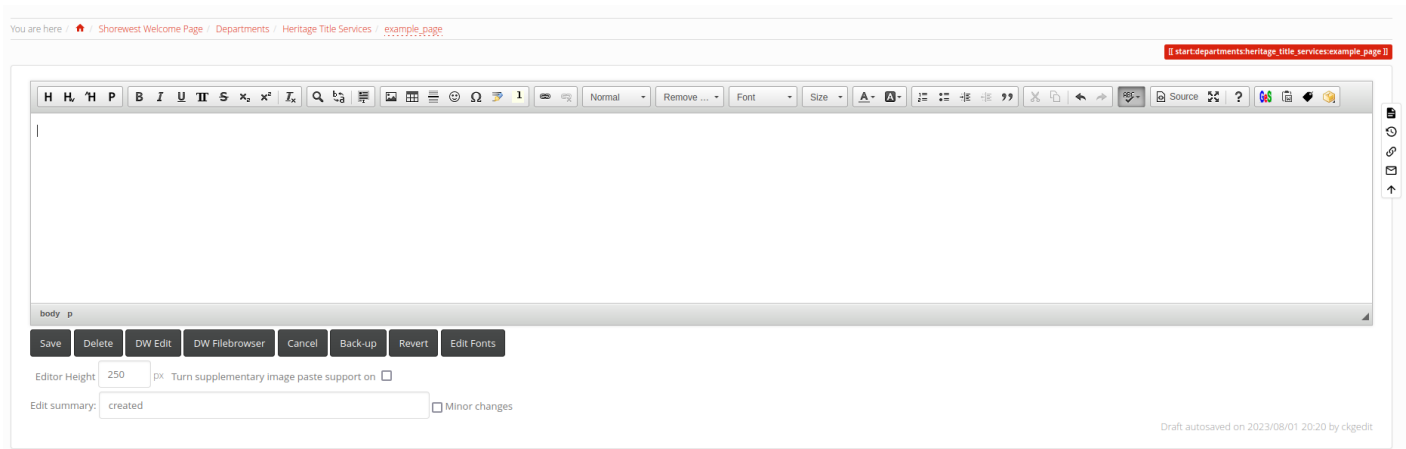 You are here / / Shorewest Welcome Page / Departments / Heritage Title Services / example_page
[[ start:departments:heritage_title_services:example_page ]]
H H, 'H P B I U TT S x₂ x² Tx Ω 1 Normal Remove ... Font Size A A ABC Source ? GeS
body p
Save Delete DW Edit DW Filebrowser Cancel Back-up Revert Edit Fonts
Editor Height 250 px Turn supplementary image paste support on
Edit summary: created Minor changes
Draft autosaved on 2023/08/01 20:20 by ckgedit